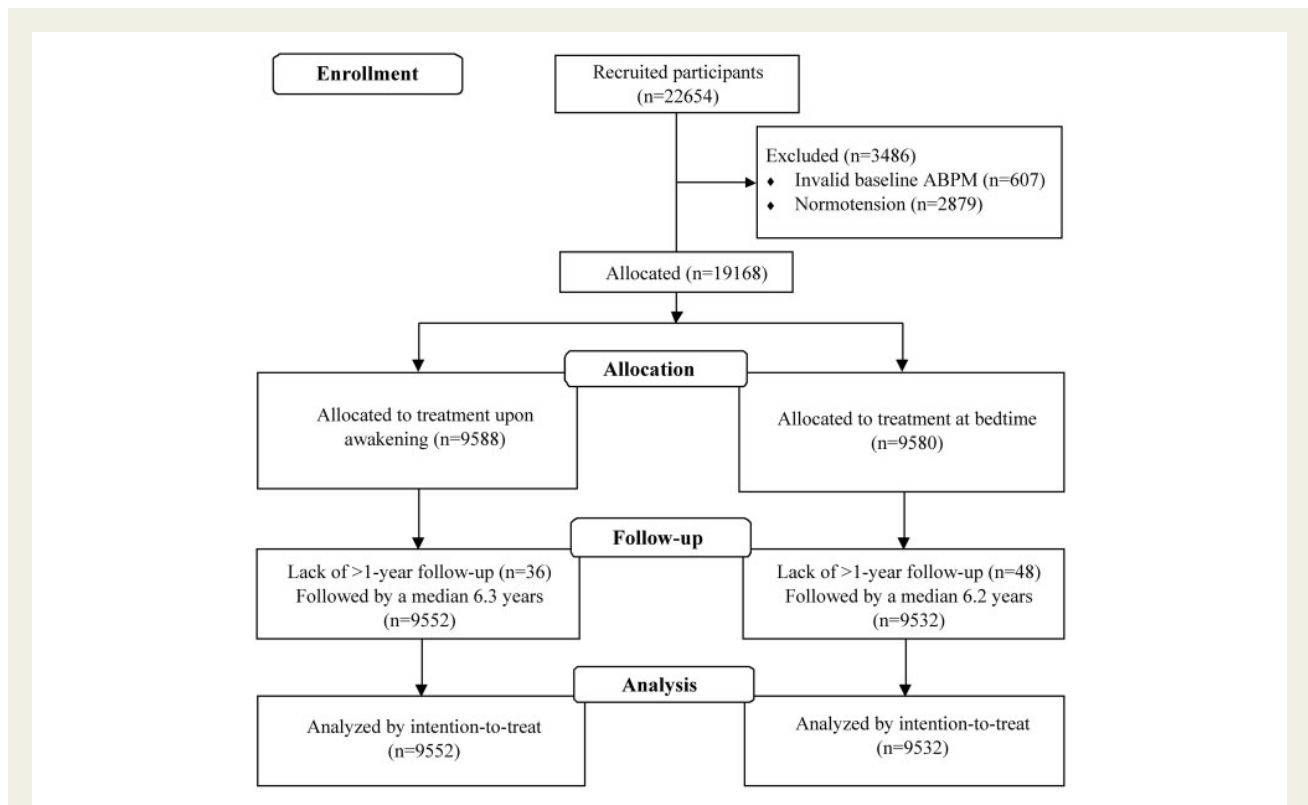 Enrollment
Recruited participants
(n=22654)
Excluded (n=3486)
♦ Invalid baseline ABPM (n=607)
♦ Normotension (n=2879)
Allocated (n=19168)
Allocation
Allocated to treatment upon
awakening (n=9588)
Allocated to treatment at bedtime
(n=9580)
Follow-up
Lack of >1-year follow-up (n=36)
Followed by a median 6.3 years
(n=9552)
Lack of >1-year follow-up (n=48)
Followed by a median 6.2 years
(n=9532)
Analysis
Analyzed by intention-to-treat
(n=9552)
Analyzed by intention-to-treat
(n=9532)